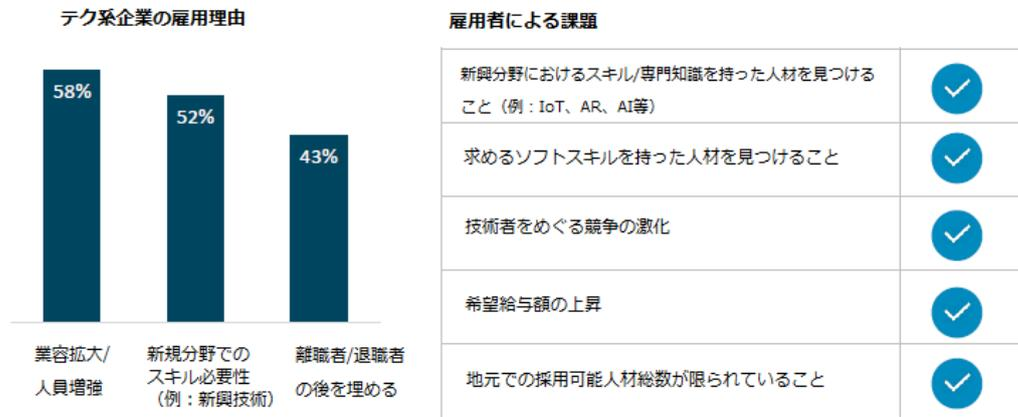 テク系企業の雇用理由
58%
52%
43%
業容拡大/
人員増強
新規分野での
スキル必要性
（例：新興技術）
離職者/退職者
の後を埋める
雇用者による課題
新興分野におけるスキル/専門知識を持った人材を見つける
こと（例：IoT、AR、AI等）
求めるソフトスキルを持った人材を見つけること
技術者をめぐる競争の激化
希望給与額の上昇
地元での採用可能人材総数が限られていること